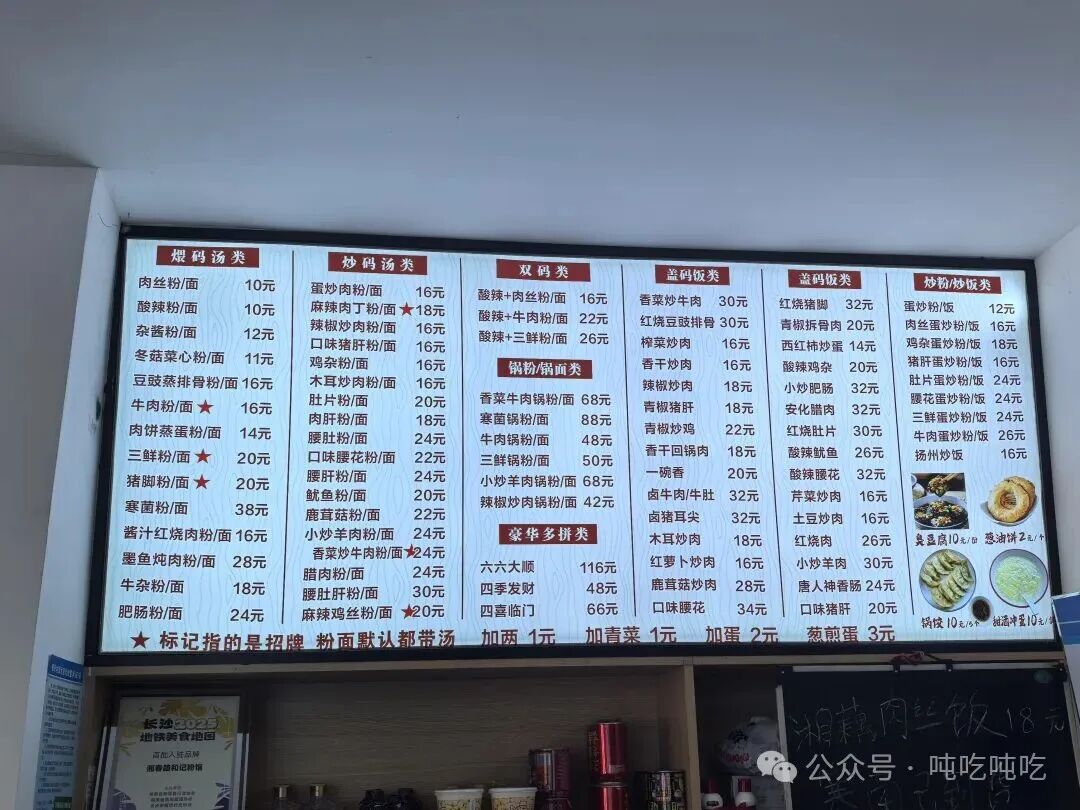 煨码汤类
肉丝粉/面 10元
酸辣粉/面 10元
杂酱粉/面 12元
冬菇菜心粉/面 11元
豆豉蒸排骨粉/面 16元
牛肉粉/面 ★ 16元
肉饼蒸蛋粉/面 14元
三鲜粉/面 ★ 20元
猪脚粉/面 ★ 20元
寒菌粉/面 38元
酱汁红烧肉粉/面 16元
墨鱼炖肉粉/面 28元
牛杂粉/面 18元
肥肠粉/面 24元
炒码汤类
蛋炒肉粉/面 16元
麻辣肉丁粉/面 ★ 18元
辣椒炒肉粉/面 16元
口味猪肝粉/面 16元
鸡杂粉/面 16元
木耳炒肉粉/面 16元
肚片粉/面 20元
肉肝粉/面 18元
腰肚粉/面 24元
口味腰花粉/面 22元
腰肝粉/面 24元
鱿鱼粉/面 20元
鹿茸菇粉/面 22元
小炒羊肉粉/面 24元
香菜炒牛肉粉/面 ★ 24元
腊肉粉/面 24元
腰肚肝粉/面 30元
麻辣鸡丝粉/面 ★ 20元
双码类
酸辣+肉丝粉/面 16元
酸辣+牛肉粉/面 22元
酸辣+三鲜粉/面 26元
锅粉/锅面类
香菜牛肉锅粉/面 68元
寒菌锅粉/面 88元
牛肉锅粉/面 48元
三鲜锅粉/面 50元
小炒羊肉锅粉/面 68元
辣椒炒肉锅粉/面 42元
豪华多拼类
六六大顺 116元
四季发财 48元
四喜临门 66元
盖码饭类
香菜炒牛肉 30元
红烧豆豉排骨 30元
榨菜炒肉 16元
香干炒肉 16元
辣椒炒肉 18元
青椒猪肝 18元
青椒炒鸡 22元
香干回锅肉 18元
一碗香 20元
卤牛肉/牛肚 32元
卤猪耳尖 32元
木耳炒肉 18元
红萝卜炒肉 16元
鹿茸菇炒肉 28元
口味腰花 34元
盖码饭类
红烧猪脚 32元
青椒拆骨肉 20元
西红柿炒蛋 14元
酸辣鸡杂 20元
小炒肥肠 32元
安化腊肉 32元
红烧肚片 30元
酸辣鱿鱼 26元
酸辣腰花 32元
芹菜炒肉 16元
土豆炒肉 16元
红烧肉 26元
小炒羊肉 30元
唐人神香肠 24元
口味猪肝 20元
炒粉/炒饭类
蛋炒粉/饭 12元
肉丝蛋炒粉/饭 16元
鸡杂蛋炒粉/饭 18元
猪肝蛋炒粉/饭 16元
肚片蛋炒粉/饭 24元
腰花蛋炒粉/饭 24元
三鲜蛋炒粉/饭 24元
牛肉蛋炒粉/饭 26元
扬州炒饭 16元
臭豆腐10元/份 葱油饼2元/个
锅饺10元/5个
★ 标记指的是招牌 粉面默认都带汤 加两 1元 加青菜 1元 加蛋 2元 葱煎蛋 3元
长沙2025
地铁美食地图
首批入驻品牌
湘春苗和记粉馆
肉丝饭18元
公众号·吨吃吨吃